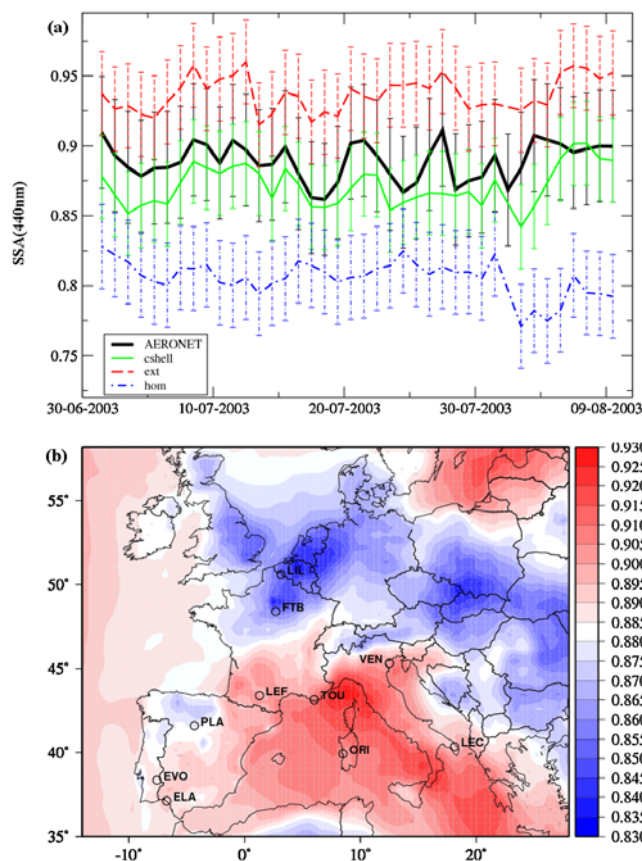 (a)
SSA(440nm)
0.95
0.9
0.85
0.8
0.75
AERONET
cshell
ext
hom
30-06-2003 10-07-2003 20-07-2003 30-07-2003 09-08-2003
(b)
55°
50°
45°
40°
35°
-10° 0° 10° 20°
LIL
FTB
VEN
LEF
TOU
PLA
LEC
ORI
EVO
ELA
0.930
0.925
0.920
0.915
0.910
0.905
0.900
0.895
0.890
0.885
0.880
0.875
0.870
0.865
0.860
0.855
0.850
0.845
0.840
0.835
0.830